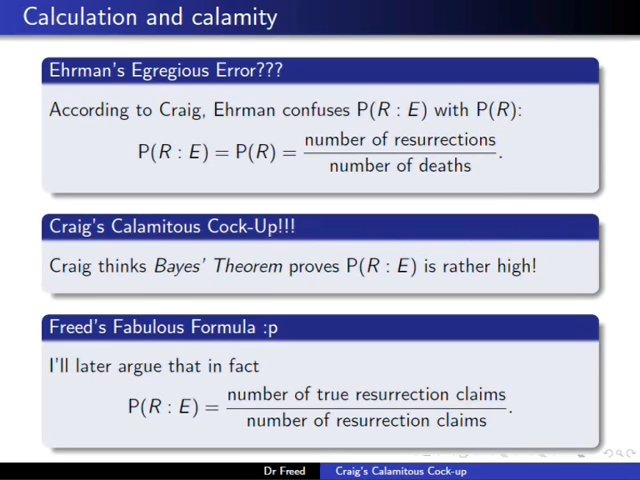 Calculation and calamity
Ehrman's Egregious Error???
According to Craig, Ehrman confuses P(R : E) with P(R):
P(R : E) = P(R) = number of resurrections / number of deaths.
Craig's Calamitous Cock-Up!!!
Craig thinks Bayes' Theorem proves P(R : E) is rather high!
Freed's Fabulous Formula :p
I'll later argue that in fact
P(R : E) = number of true resurrection claims / number of resurrection claims.
Dr Freed
Craig's Calamitous Cock-up